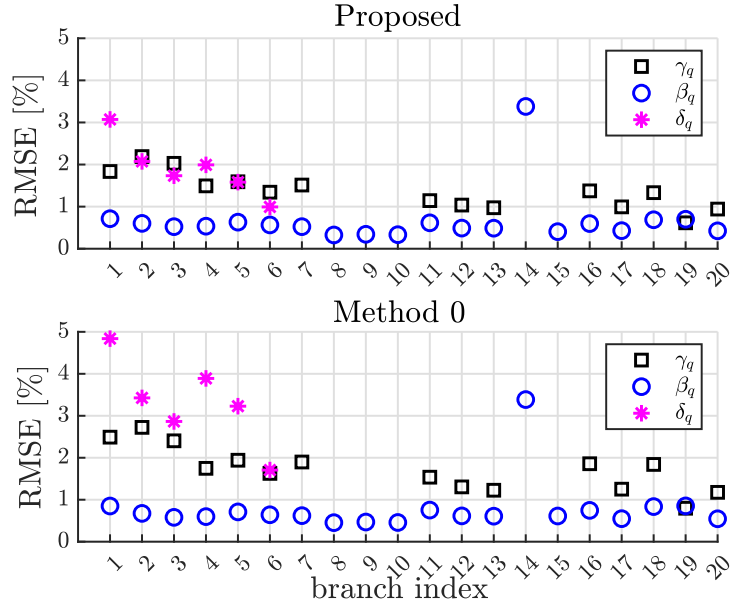 Proposed
5
4
3
2
1
0
RMSE [%]
γq
βq
δq
1 2 3 4 5 6 7 8 9 10 11 12 13 14 15 16 17 18 19 20
Method 0
5
4
3
2
1
0
RMSE [%]
γq
βq
δq
1 2 3 4 5 6 7 8 9 10 11 12 13 14 15 16 17 18 19 20
branch index